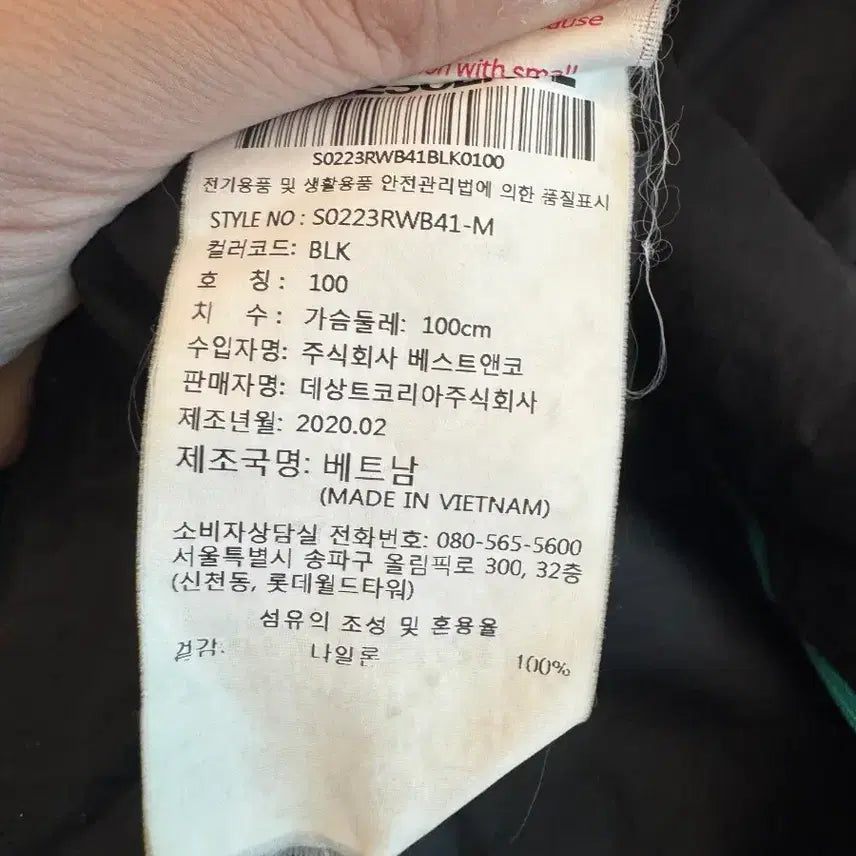 ause
with small
S0223RWB41BLK0100
전기용품 및 생활용품 안전관리법에 의한 품질표시
STYLE NO : S0223RWB41-M
컬러코드: BLK
호 칭 : 100
치 수 : 가슴둘레: 100cm
수입자명: 주식회사 베스트앤코
판매자명: 데상트코리아주식회사
제조년월: 2020.02
제조국명: 베트남
(MADE IN VIETNAM)
소비자상담실 전화번호: 080-565-5600
서울특별시 송파구 올림픽로 300, 32층
(신천동, 롯데월드타워)
섬유의 조성 및 혼용율
겉감: 나일론 100%